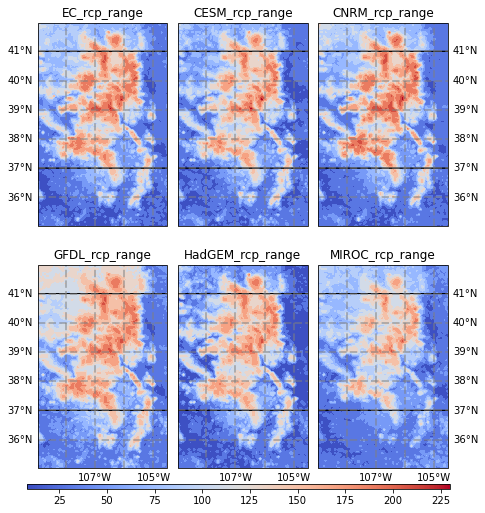 EC_rcp_range CESM_rcp_range CNRM_rcp_range
41°N 41°N
40°N 40°N
39°N 39°N
38°N 38°N
37°N 37°N
36°N 36°N
GFDL_rcp_range HadGEM_rcp_range MIROC_rcp_range
41°N 41°N
40°N 40°N
39°N 39°N
38°N 38°N
37°N 37°N
36°N 36°N
107°W 105°W 107°W 105°W 107°W 105°W
25 50 75 100 125 150 175 200 225